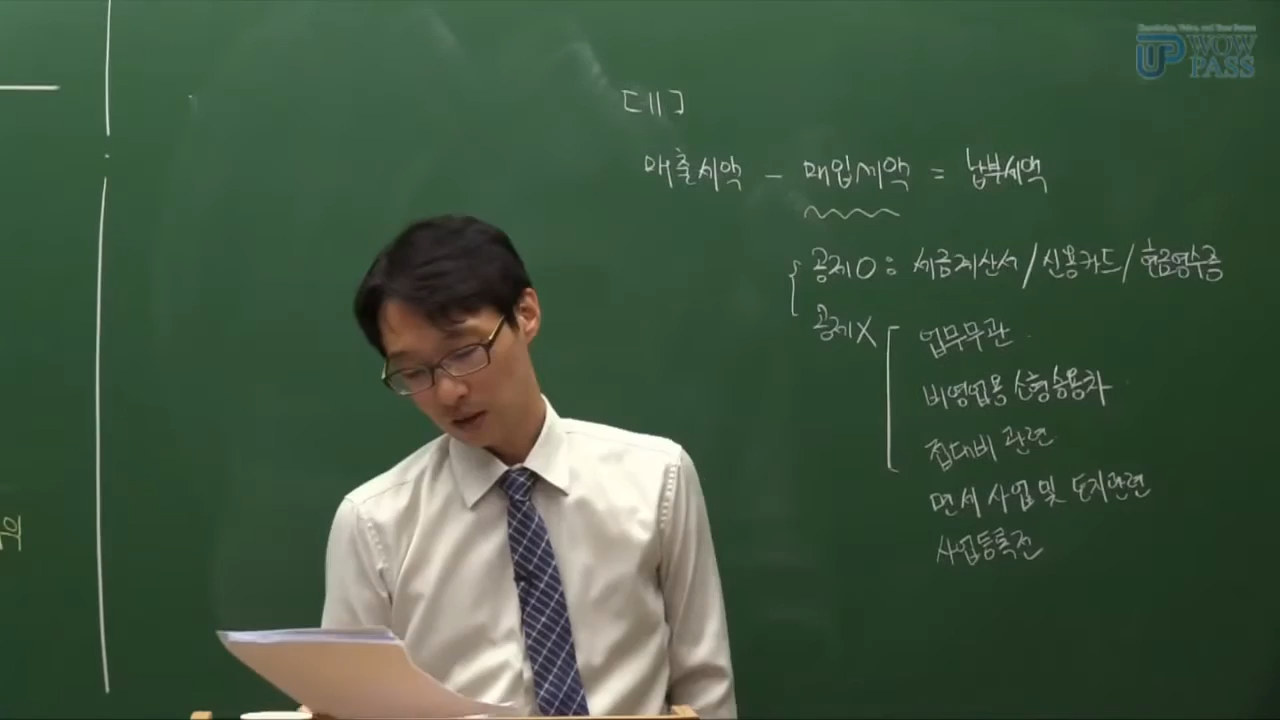 WOW PASS
[ 11 ]
매출세액 - 매입세액 = 납부세액
공제O : 세금계산서 / 신용카드 / 현금영수증
공제X
업무무관
비영업용 소형승용차
접대비 관련
면세 사업 및 토지관련
사업등록전
의